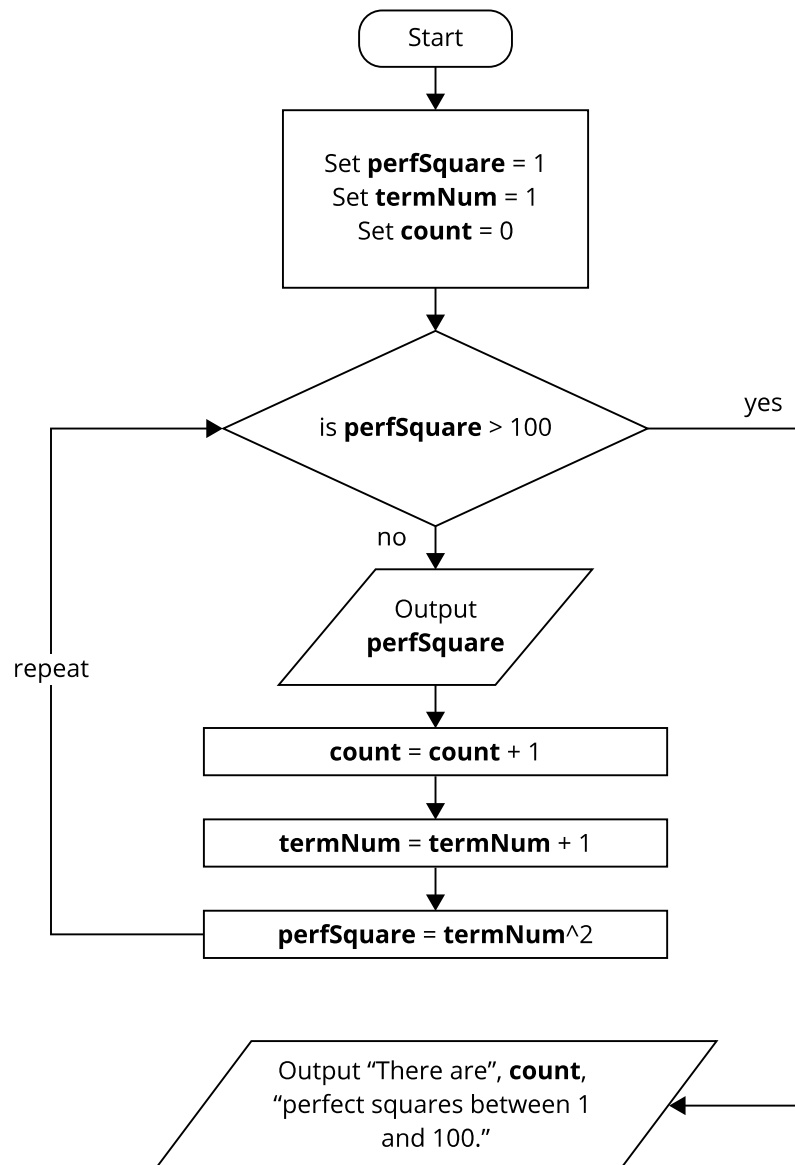 Start
Set perfSquare = 1
Set termNum = 1
Set count = 0
is perfSquare > 100
yes
no
Output
perfSquare
repeat
count = count + 1
termNum = termNum + 1
perfSquare = termNum^2
Output “There are”, count,
“perfect squares between 1
and 100.”